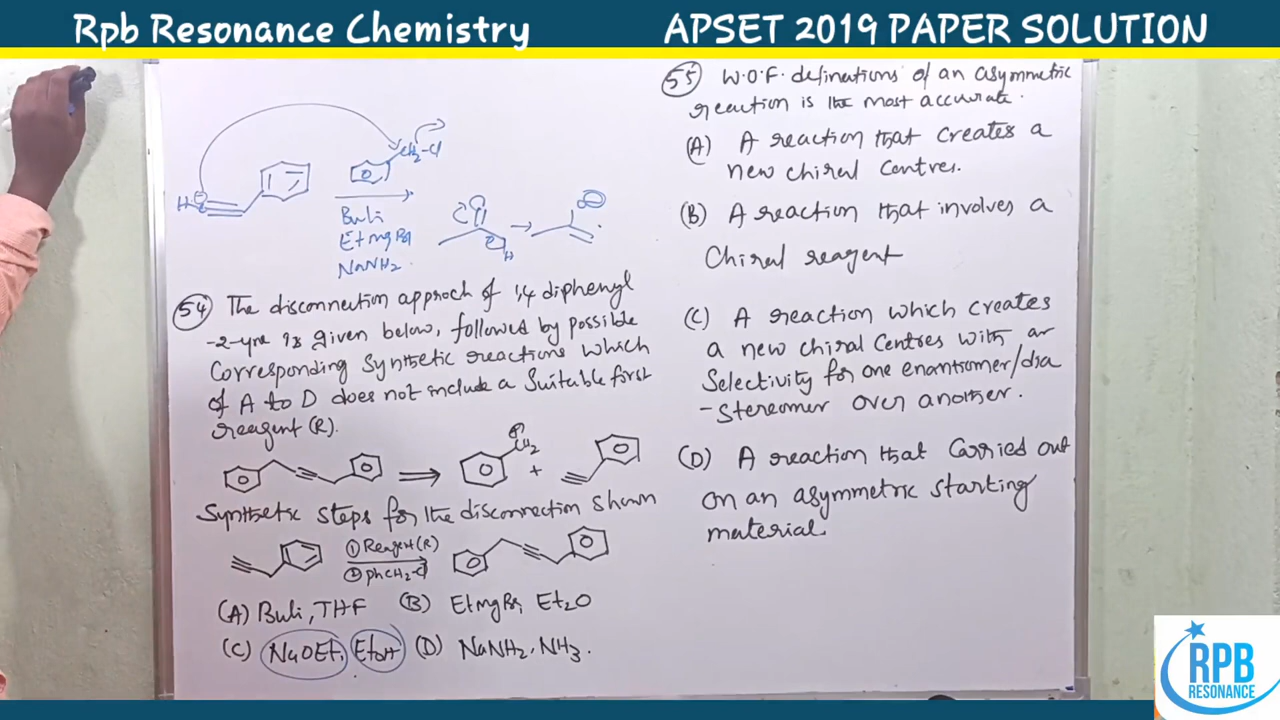 Rpb Resonance Chemistry
APSET 2019 PAPER SOLUTION
CH2-Cl
H
BuLi
EtMgBr
NaNH2
H
54 The disconnection approch of 1,4 diphenyl
-2-yne is given below, followed by possible
corresponding synthetic reactions which
of A to D does not include a suitable first
reagent (R).
CH2
+
Synthetic steps for the disconnection shown
① Reagent (R)
② PhCH2-Cl
(A) BuLi, THF (B) EtMgBr, Et2O
(C) NaOEt, EtOH (D) NaNH2, NH3.
55 W.O.F. definitions of an asymmetric
reaction is the most accurate.
(A) A reaction that creates a
new chiral centres.
(B) A reaction that involves a
Chiral reagent
(C) A reaction which creates
a new chiral centres with an
selectivity for one enantiomer/dia
-stereomer over another.
(D) A reaction that carried out
on an asymmetric starting
material.
RPB
RESONANCE